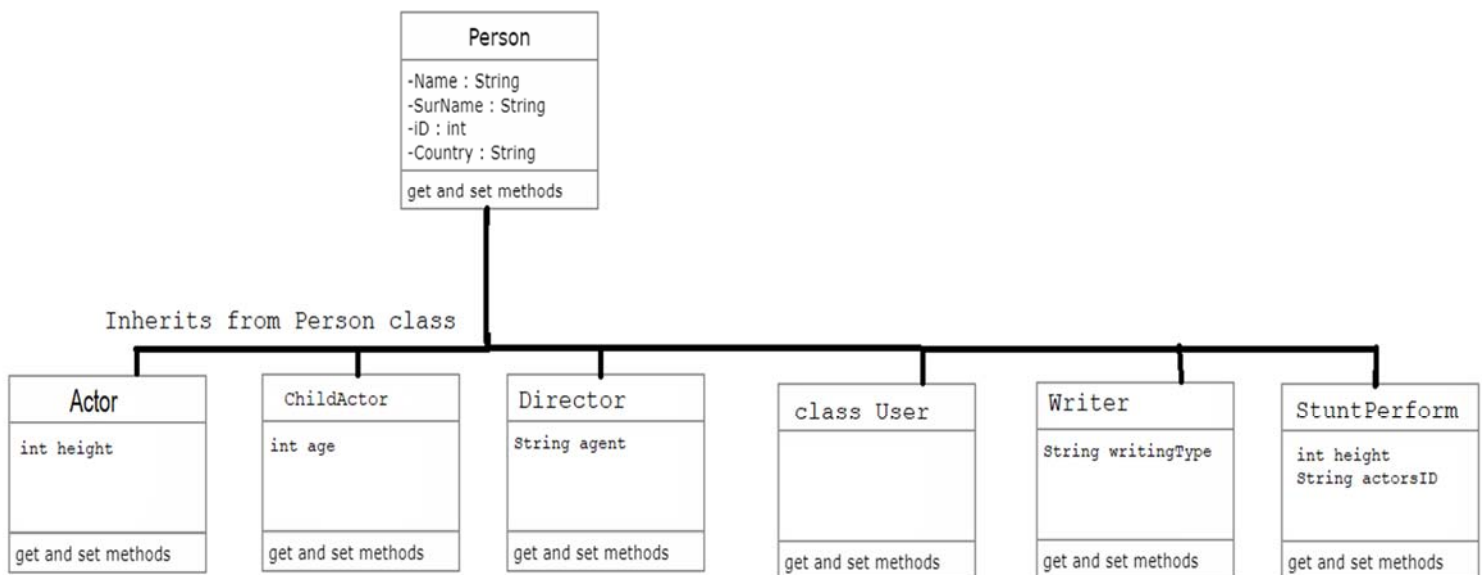 Person
-Name : String
-SurName : String
-iD : int
-Country : String
get and set methods
Inherits from Person class
Actor
int height
get and set methods
ChildActor
int age
get and set methods
Director
String agent
get and set methods
class User
get and set methods
Writer
String writingType
get and set methods
StuntPerform
int height
String actorsID
get and set methods